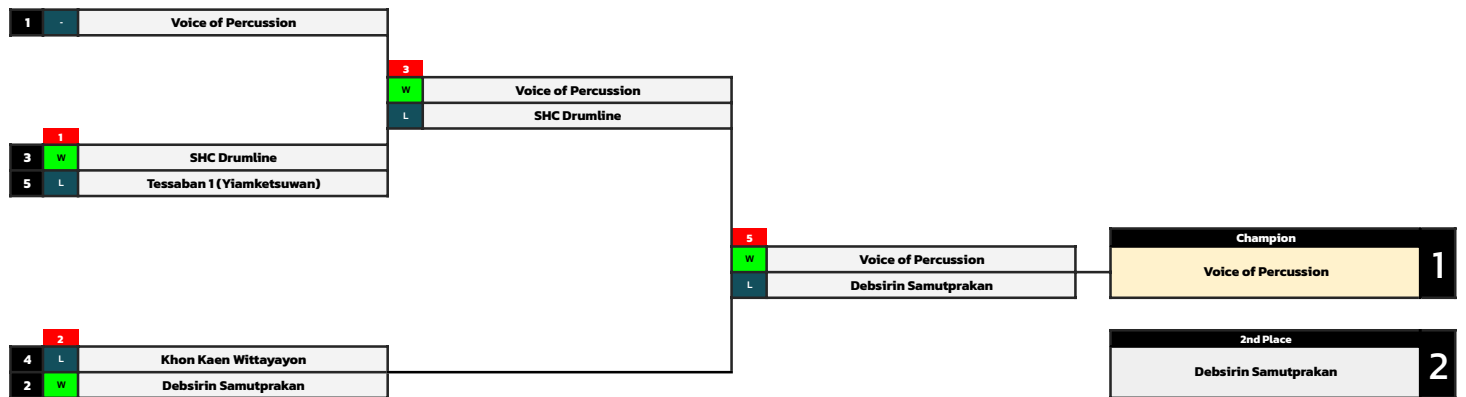 1 - Voice of Percussion
3
W Voice of Percussion
L SHC Drumline
1
3 W SHC Drumline
5 L Tessaban 1 (Yiamketsuwan)
5
W Voice of Percussion
L Debsirin Samutprakan
Champion
Voice of Percussion 1
2
4 L Khon Kaen Wittayayon
2 W Debsirin Samutprakan
2nd Place
Debsirin Samutprakan 2